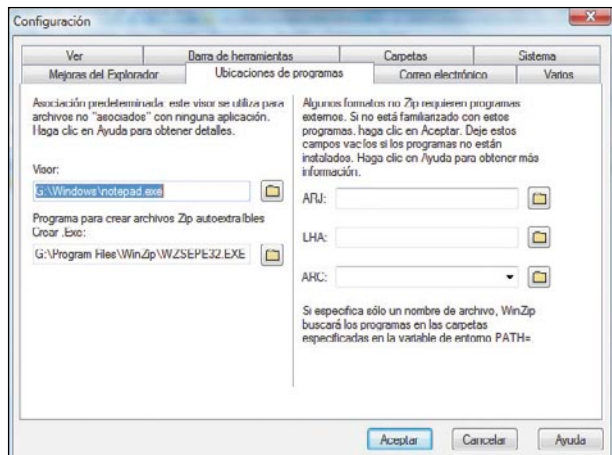 Configuración
Ver
Barra de herramientas
Carpetas
Sistema
Mejoras del Explorador
Ubicaciones de programas
Correo electrónico
Varios
Asociación predeterminada: este visor se utiliza para
archivos no "asociados" con ninguna aplicación.
Haga clic en Ayuda para obtener detalles.
Visor:
G:\Windows\notepad.exe
Programa para crear archivos Zip autoextraíbles
Crear .Exe:
G:\Program Files\WinZip\WZSEPE32.EXE
Algunos formatos no Zip requieren programas
externos. Si no está familiarizado con estos
programas, haga clic en Aceptar. Deje estos
campos vacíos si los programas no están
instalados. Haga clic en Ayuda para obtener más
información.
ARJ:
LHA:
ARC:
Si especifica sólo un nombre de archivo, WinZip
buscará los programas en las carpetas
especificadas en la variable de entorno PATH=.
Aceptar
Cancelar
Ayuda